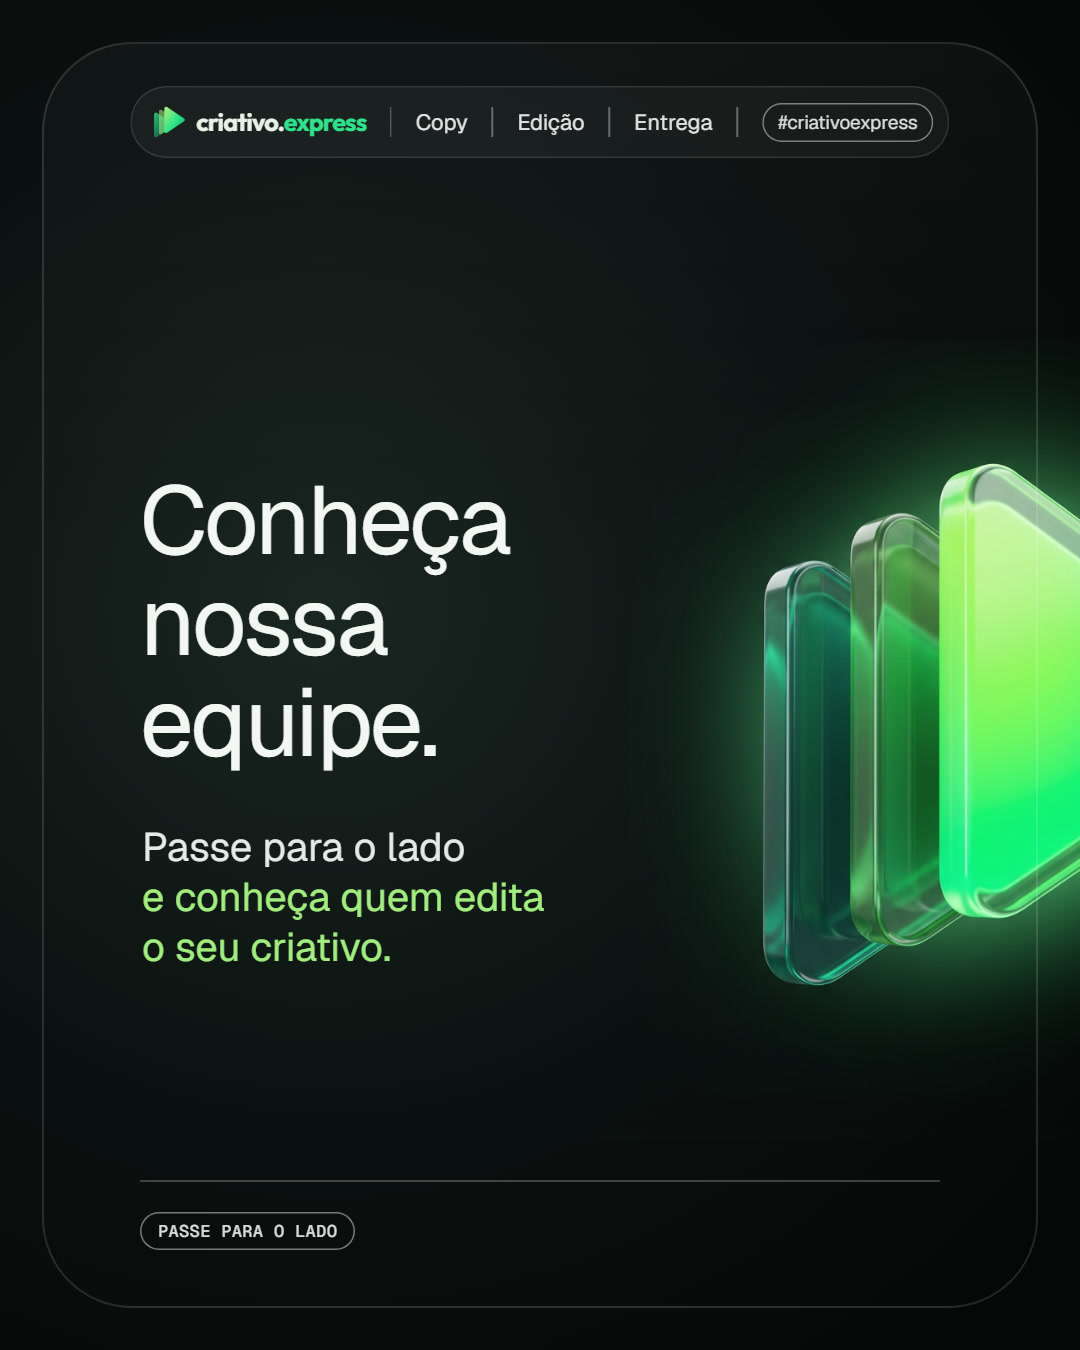 criativo.express | Copy | Edição | Entrega | #criativoexpress
Conheça
nossa
equipe.
Passe para o lado
e conheça quem edita
o seu criativo.
PASSE PARA O LADO